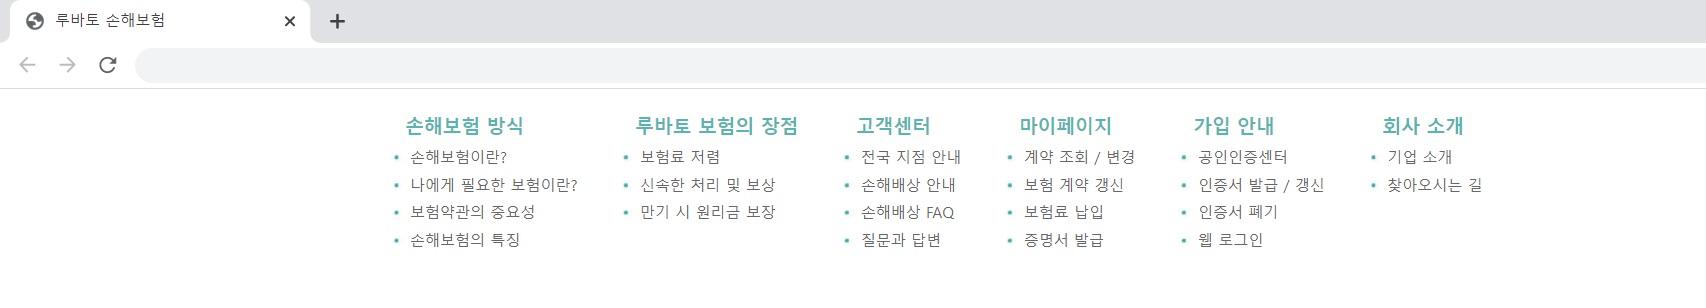 루바토 손해보험
손해보험 방식
손해보험이란?
나에게 필요한 보험이란?
보험약관의 중요성
손해보험의 특징
루바토 보험의 장점
보험료 저렴
신속한 처리 및 보상
만기 시 원리금 보장
고객센터
전국 지점 안내
손해배상 안내
손해배상 FAQ
질문과 답변
마이페이지
계약 조회 / 변경
보험 계약 갱신
보험료 납입
증명서 발급
가입 안내
공인인증센터
인증서 발급 / 갱신
인증서 폐기
웹 로그인
회사 소개
기업 소개
찾아오시는 길